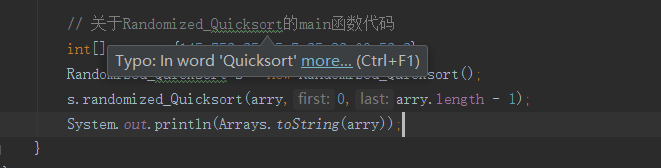 // 关于Randomized_Quicksort的main函数代码
int[]
Typo: In word 'Quicksort' more... (Ctrl+F1)
s.randomized_Quicksort(arry, first: 0, last: arry.length - 1);
System.out.println(Arrays.toString(arry));
}